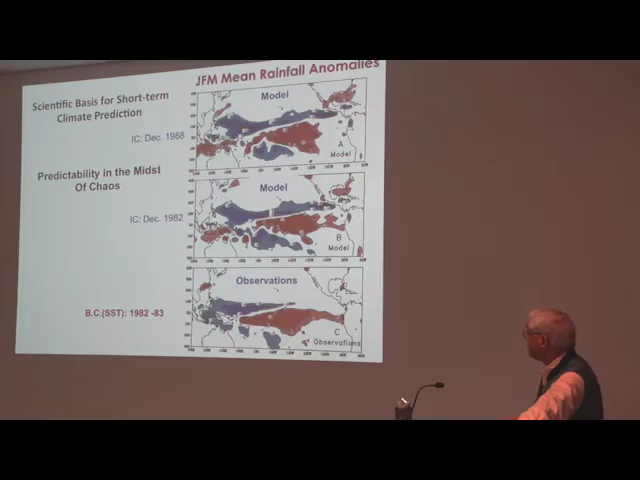 JFM Mean Rainfall Anomalies
Scientific Basis for Short-term
Climate Prediction
IC: Dec. 1988
Model
A
Model
Predictability in the Midst
Of Chaos
IC: Dec. 1982
Model
B
Model
Observations
B.C.(SST): 1982 -83
C
Observations